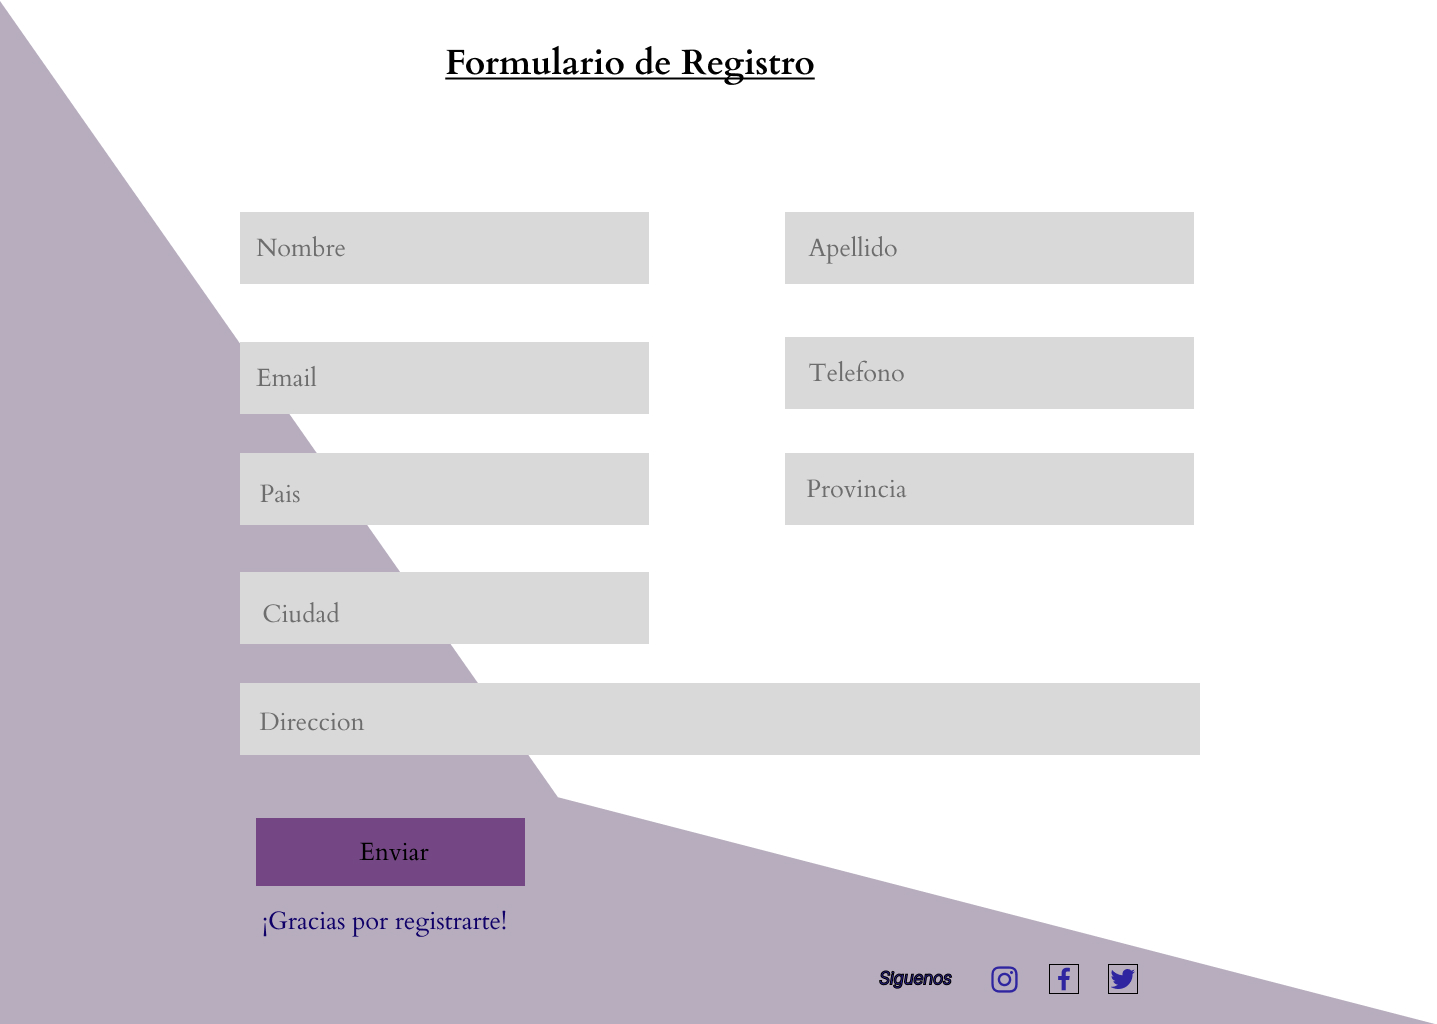 Formulario de Registro
Nombre
Apellido
Email
Telefono
Pais
Provincia
Ciudad
Direccion
Enviar
¡Gracias por registrarte!
Siguenos